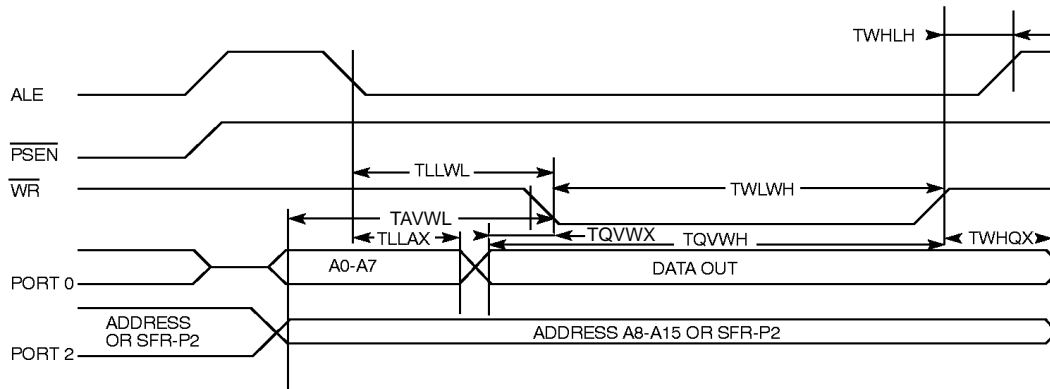 TWHLH
ALE
PSEN
TLLWL
WR
TWLWH
TAVWL
TLLAX
TQVWX
TQVWH
TWHQX
PORT 0
A0-A7
DATA OUT
ADDRESS
OR SFR-P2
PORT 2
ADDRESS A8-A15 OR SFR-P2